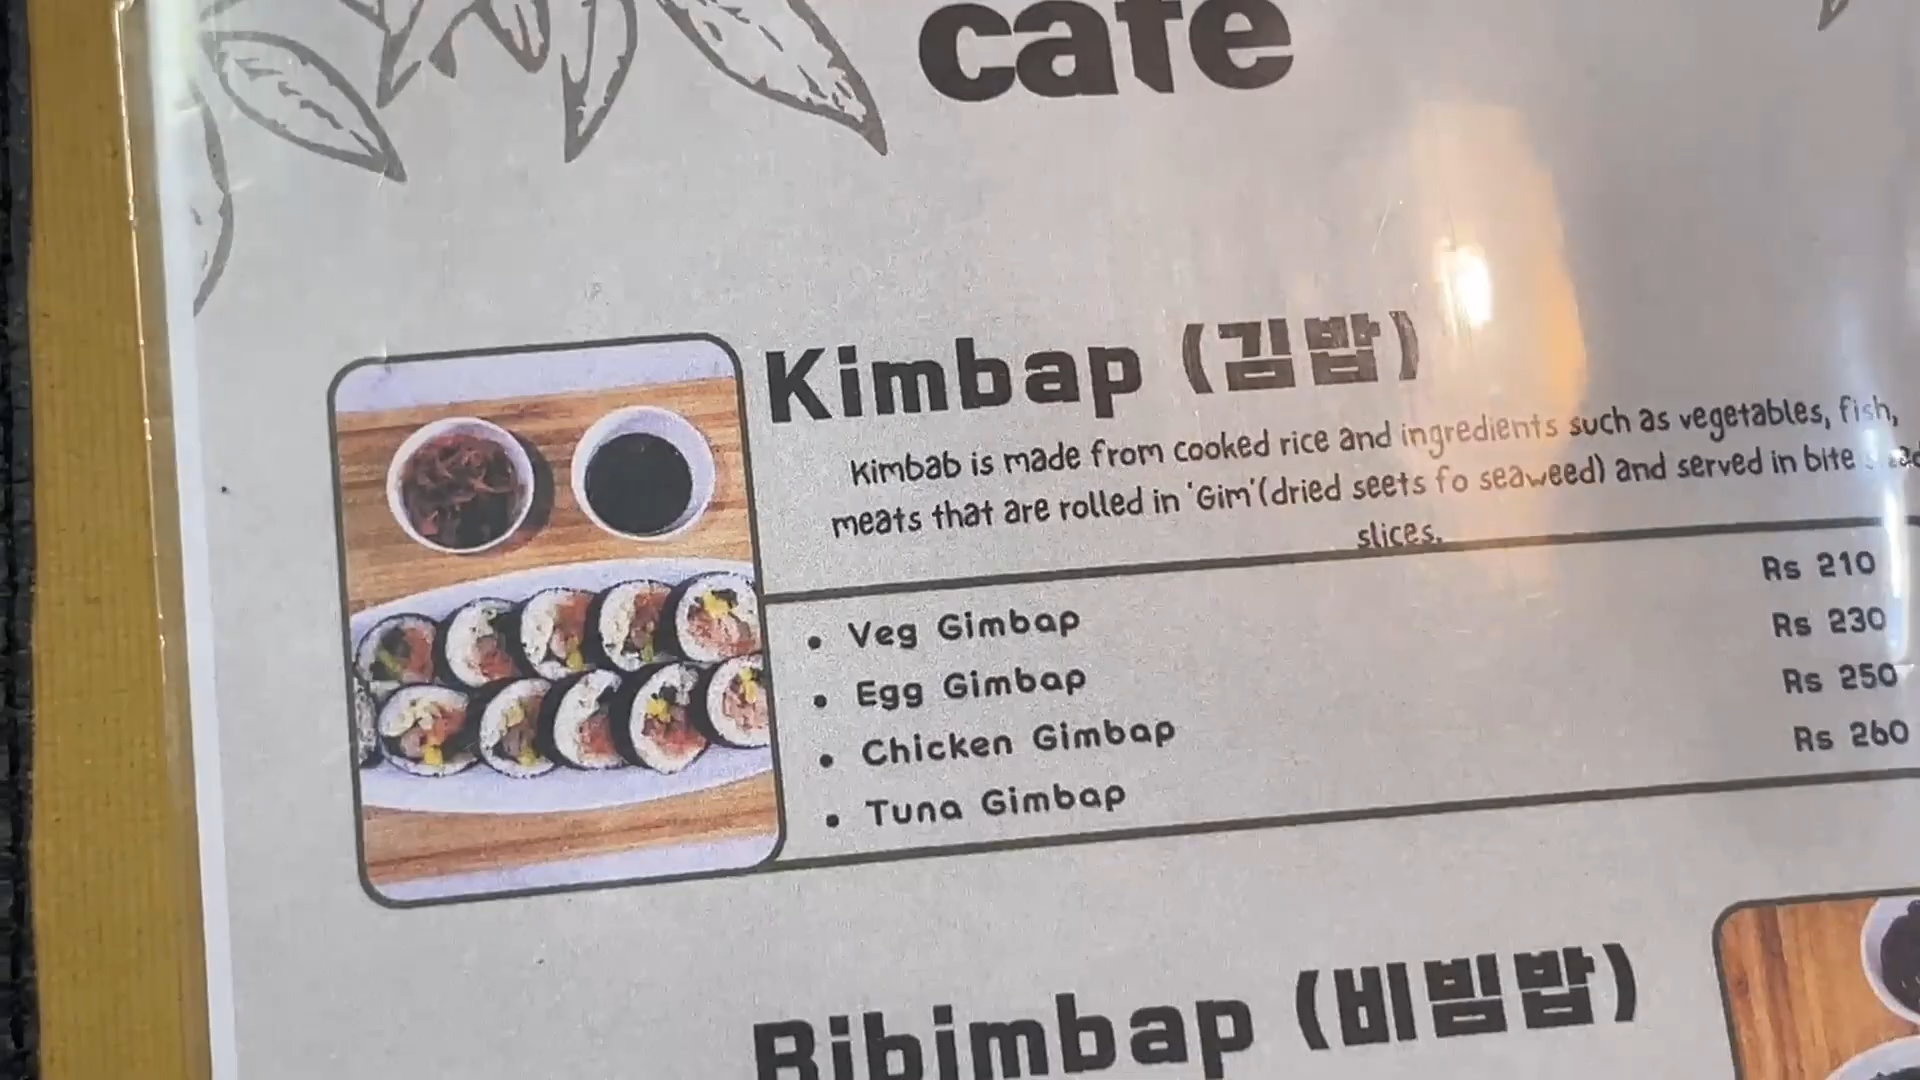 cafe
Kimbap (김밥)
Kimbab is made from cooked rice and ingredients such as vegetables, fish,
meats that are rolled in 'Gim'(dried seets fo seaweed) and served in bite
slices.
• Veg Gimbap Rs 210
• Egg Gimbap Rs 230
• Chicken Gimbap Rs 250
• Tuna Gimbap Rs 260
Bibimbap (비빔밥)